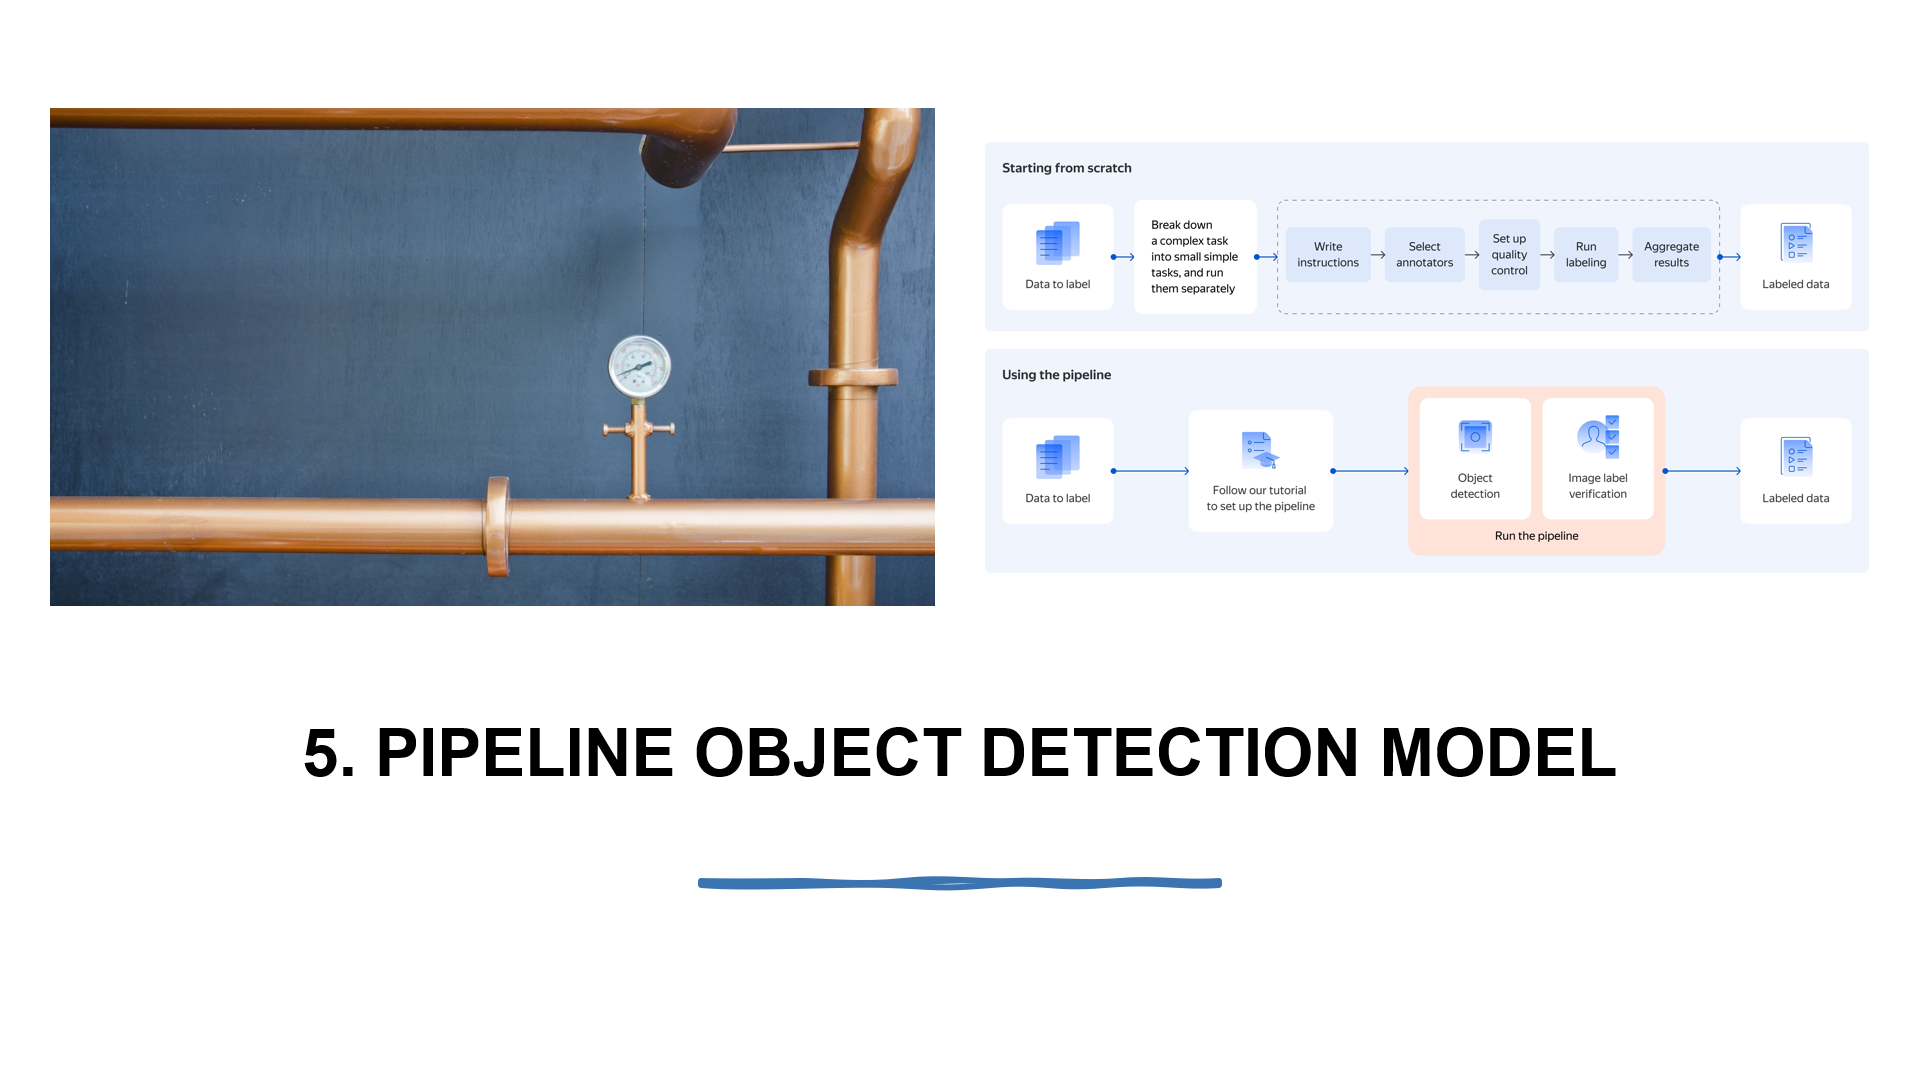 Starting from scratch
Data to label
Break down
a complex task
into small simple
tasks, and run
them separately
Write
instructions
Select
annotators
Set up
quality
control
Run
labeling
Aggregate
results
Labeled data
Using the pipeline
Data to label
Follow our tutorial
to set up the pipeline
Object
detection
Image label
verification
Run the pipeline
Labeled data
5. PIPELINE OBJECT DETECTION MODEL